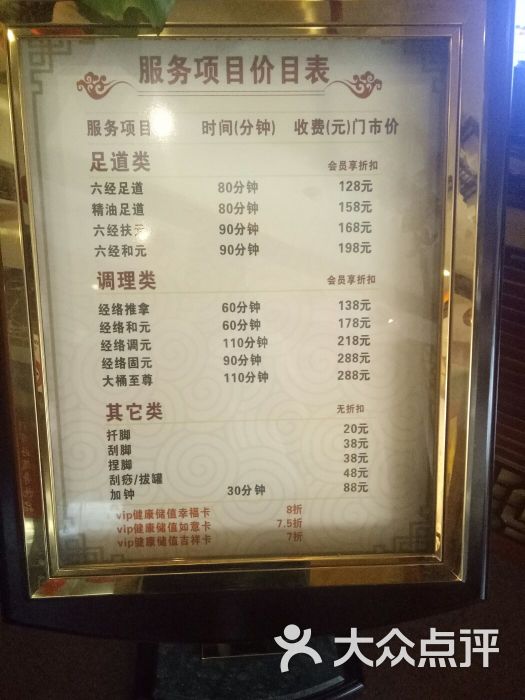 服务项目价目表
服务项目 时间(分钟) 收费(元)门市价
足道类 会员享折扣
六经足道 80分钟 128元
精油足道 80分钟 158元
六经扶元 90分钟 168元
六经和元 90分钟 198元
调理类 会员享折扣
经络推拿 60分钟 138元
经络和元 60分钟 178元
经络调元 110分钟 218元
经络固元 90分钟 288元
大桶至尊 110分钟 288元
其它类 无折扣
扦脚 20元
刮脚 38元
捏脚 38元
刮痧/拔罐 48元
加钟 30分钟 88元
vip健康储值幸福卡 8折
vip健康储值如意卡 7.5折
vip健康储值吉祥卡 7折
大众点评